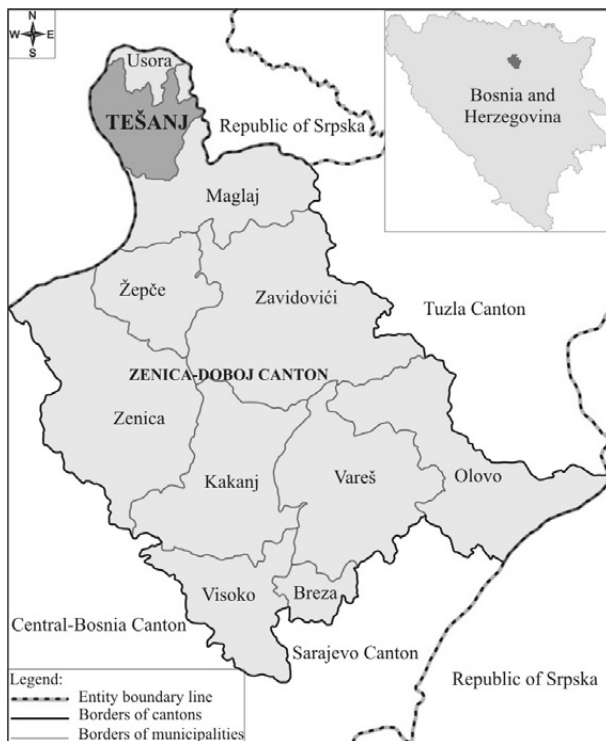 N
W E
S
Usora
TEŠANJ
Republic of Srpska
Bosnia and
Herzegovina
Maglaj
Žepče
Zavidovići
Tuzla Canton
ZENICA-DOBOJ CANTON
Zenica
Kakanj
Vareš
Olovo
Visoko
Breza
Central-Bosnia Canton
Sarajevo Canton
Republic of Srpska
Legend:
Entity boundary line
Borders of cantons
Borders of municipalities